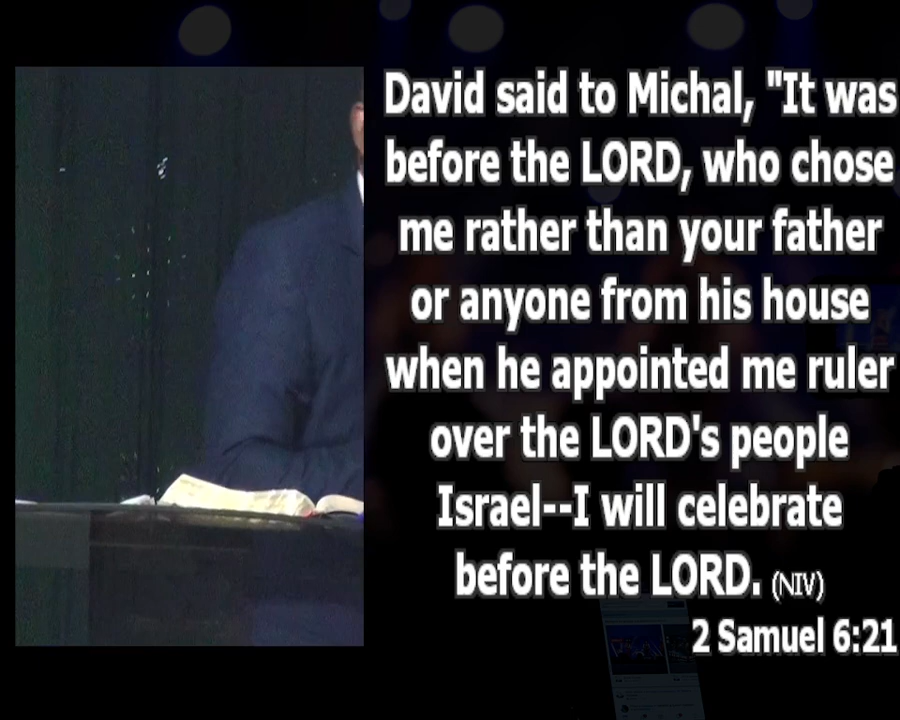 David said to Michal, "It was
before the LORD, who chose
me rather than your father
or anyone from his house
when he appointed me ruler
over the LORD's people
Israel--I will celebrate
before the LORD. (NIV)
2 Samuel 6:21